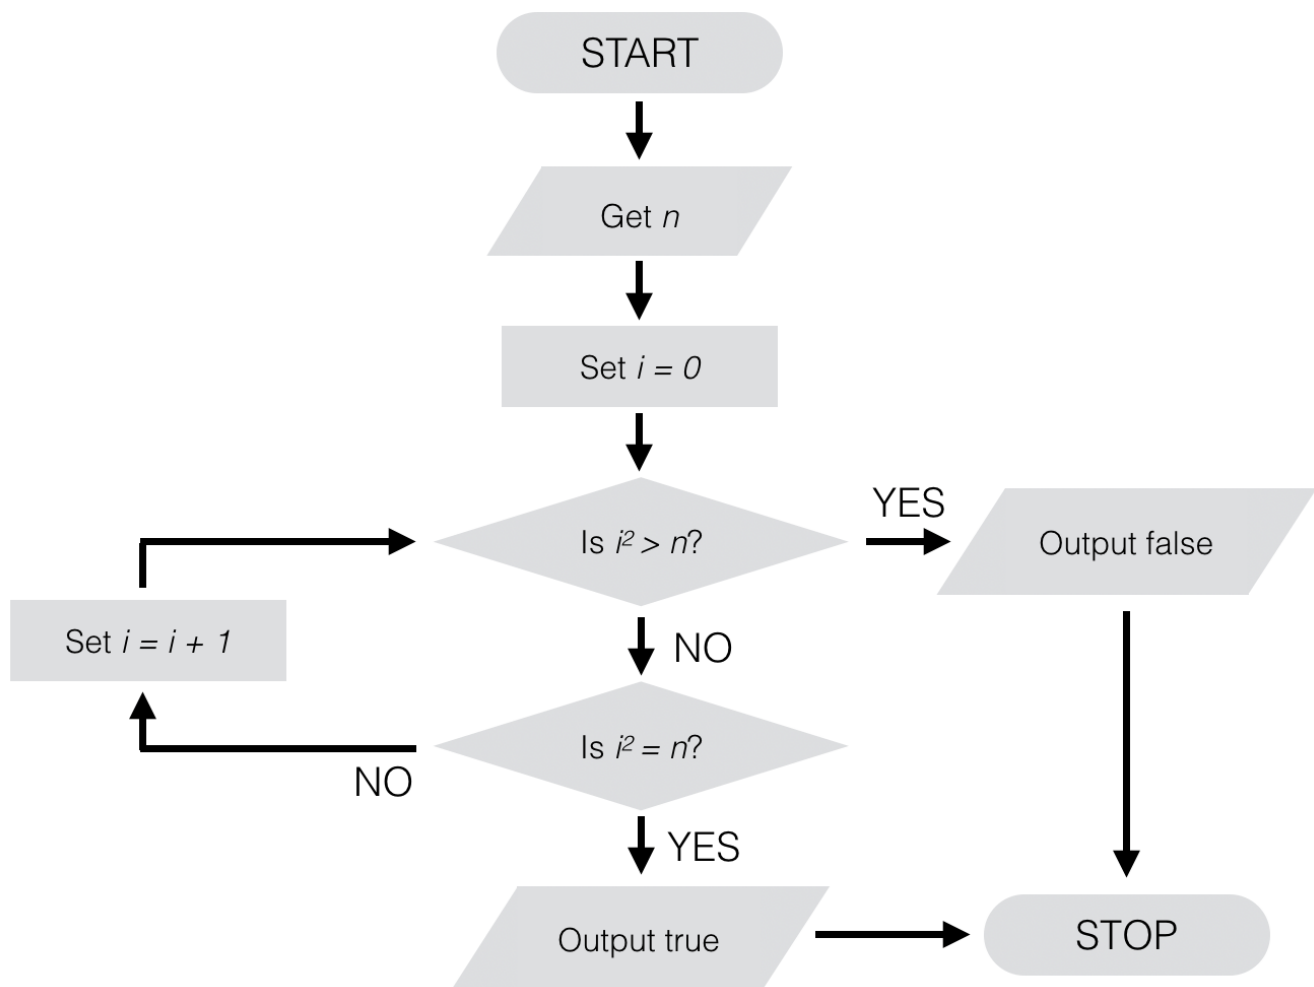 START
Get n
Set i = 0
Is i² > n?
YES
Output false
NO
Set i = i + 1
Is i² = n?
NO
YES
Output true
STOP